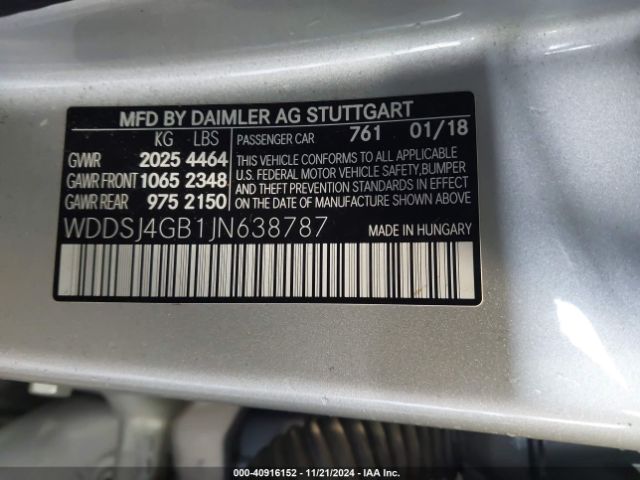 MFD BY DAIMLER AG STUTTGART
KG LBS PASSENGER CAR 761 01/18
GVWR 2025 4464 THIS VEHICLE CONFORMS TO ALL APPLICABLE
GAWR FRONT 1065 2348 U.S. FEDERAL MOTOR VEHICLE SAFETY,BUMPER
GAWR REAR 975 2150 AND THEFT PREVENTION STANDARDS IN EFFECT
ON THE DATE OF MANUFACTURE SHOWN ABOVE.
WDDSJ4GB1JN638787 MADE IN HUNGARY
000-40916152 - 11/21/2024 - IAA Inc.